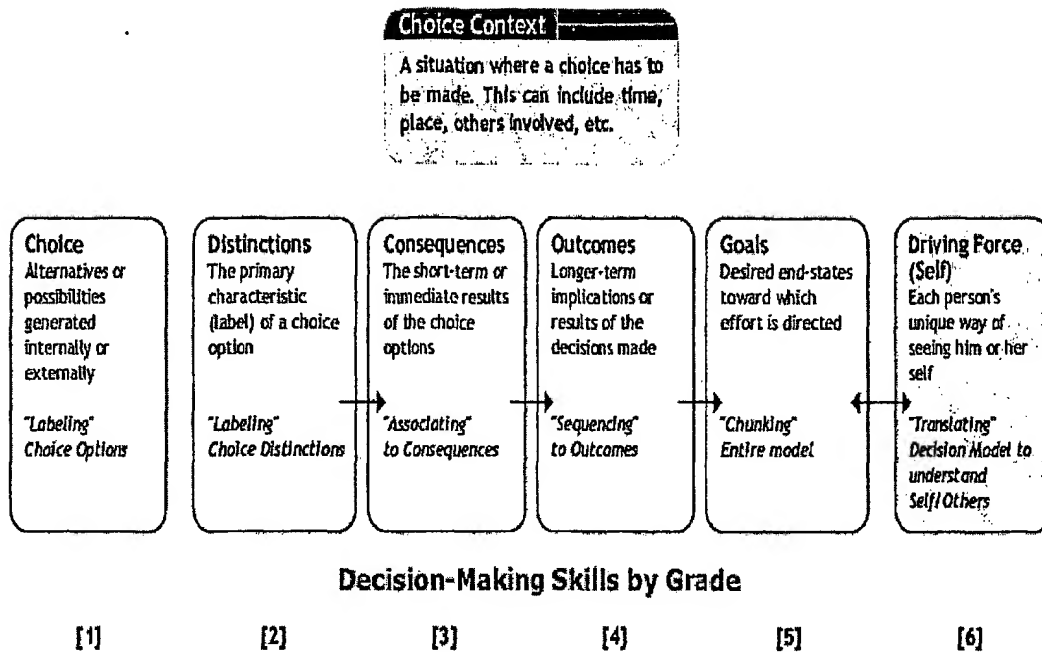 Choice Context
A situation where a choice has to
be made. This can include time,
place, others involved, etc.
Choice
Alternatives or
possibilities
generated
internally or
externally
"Labeling"
Choice Options
Distinctions
The primary
characteristic
(label) of a choice
option
"Labeling"
Choice Distinctions
Consequences
The short-term or
immediate results
of the choice
options
"Associating"
to Consequences
Outcomes
Longer-term
implications or
results of the
decisions made
"Sequencing"
to Outcomes
Goals
Desired end-states
toward which
effort is directed
"Chunking"
Entire model
Driving Force
(Self)
Each person's
unique way of
seeing him or her
self
"Translating"
Decision Model to
understand
Self/Others
Decision-Making Skills by Grade
[1] [2] [3] [4] [5] [6]